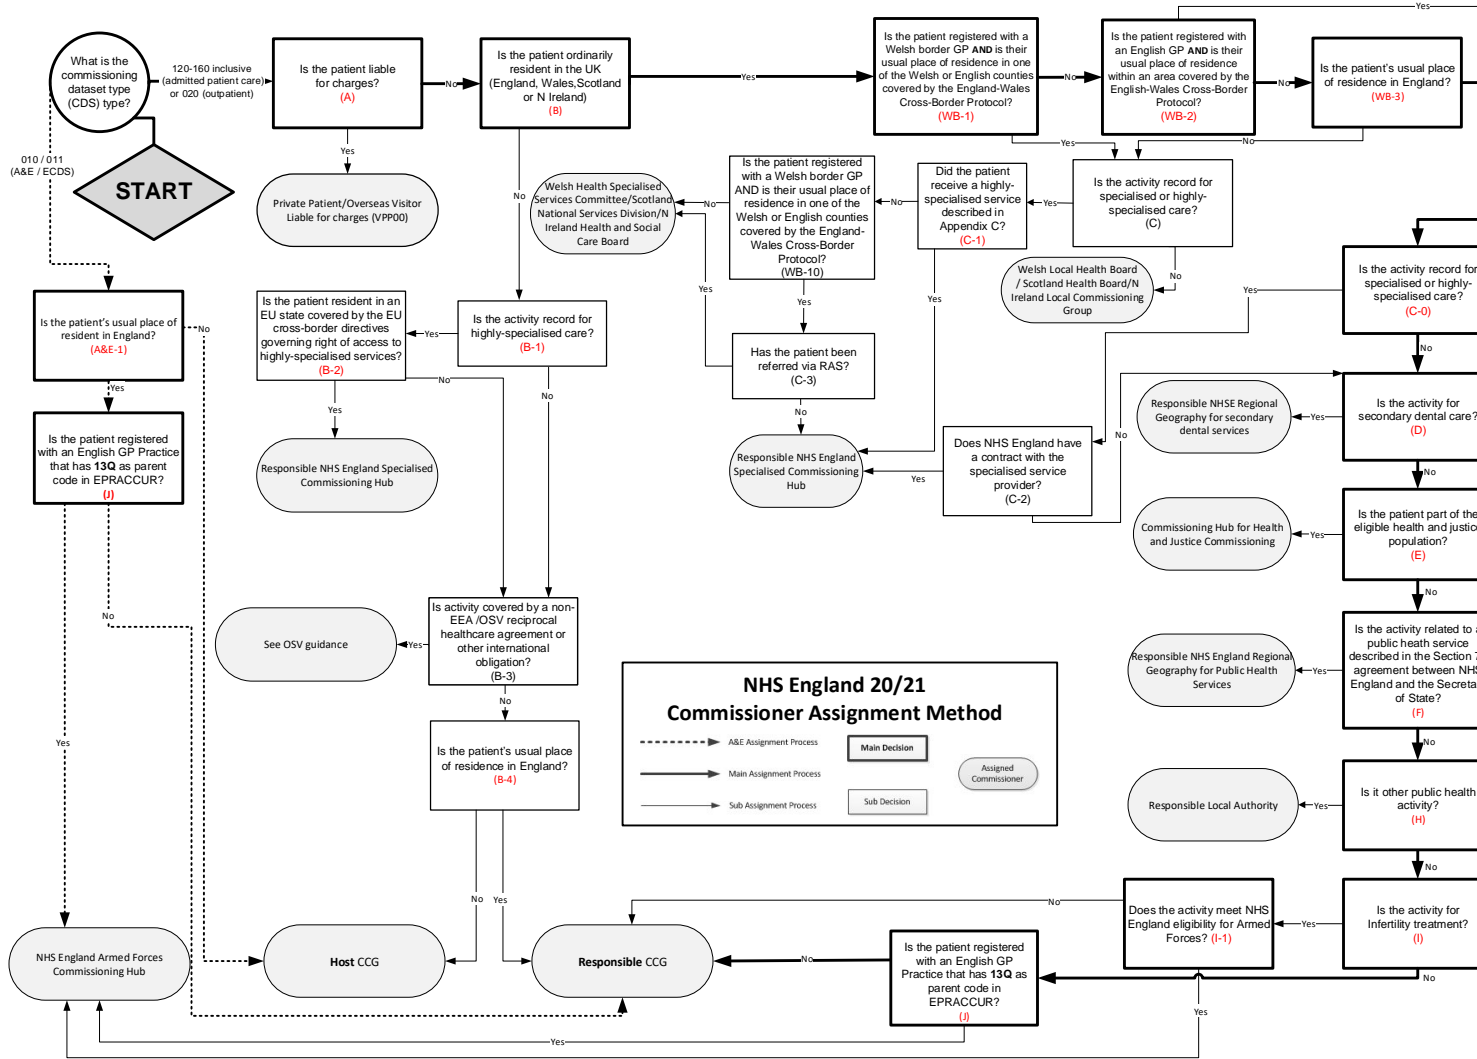 What is the
commissioning
dataset type
(CDS) type?
START
120-160 inclusive
(admitted patient care)
or 020 (outpatient)
010 / 011
(A&E / ECDS)
Is the patient liable
for charges?
(A)
No
Yes
Private Patient/Overseas Visitor
Liable for charges (VPP00)
Is the patient ordinarily
resident in the UK
(England, Wales,Scotland
or N Ireland)
(B)
Yes
No
Is the patient registered with a
Welsh border GP AND is their
usual place of residence in one
of the Welsh or English counties
covered by the England-Wales
Cross-Border Protocol?
(WB-1)
No
Yes
Is the patient registered with
an English GP AND is their
usual place of residence
within an area covered by the
English-Wales Cross-Border
Protocol?
(WB-2)
Yes
No
Is the patient's usual place
of residence in England?
(WB-3)
No
Is the activity record for
specialised or highly-
specialised care?
(C)
Yes
No
Did the patient
receive a highly-
specialised service
described in
Appendix C?
(C-1)
No
Yes
Is the patient registered
with a Welsh border GP
AND is their usual place of
residence in one of the
Welsh or English counties
covered by the England-
Wales Cross-Border
Protocol?
(WB-10)
No
Yes
Welsh Health Specialised
Services Committee/Scotland
National Services Division/N
Ireland Health and Social
Care Board
Yes
Welsh Local Health Board
/ Scotland Health Board/N
Ireland Local Commissioning
Group
Has the patient been
referred via RAS?
(C-3)
No
Is the activity record for
specialised or highly-
specialised care?
(C-0)
Yes
No
Is the patient's usual place of
resident in England?
(A&E-1)
No
Yes
Is the patient registered
with an English GP Practice
that has 13Q as parent
code in EPRACCUR?
(J)
Yes
No
Is the patient resident in an
EU state covered by the EU
cross-border directives
governing right of access to
highly-specialised services?
(B-2)
Yes
No
Is the activity record for
highly-specialised care?
(B-1)
Yes
No
Responsible NHS England Specialised
Commissioning Hub
Responsible NHS England
Specialised Commissioning
Hub
Does NHS England have
a contract with the
specialised service
provider?
(C-2)
Yes
No
Is the activity for
secondary dental care?
(D)
Yes
No
Responsible NHSE Regional
Geography for secondary
dental services
Is the patient part of the
eligible health and justice
population?
(E)
Yes
No
Commissioning Hub for Health
and Justice Commissioning
Is the activity related to a
public heath service
described in the Section 7
agreement between NHS
England and the Secreta
of State?
(F)
Yes
No
Responsible NHS England Regional
Geography for Public Health
Services
Is activity covered by a non-
EEA /OSV reciprocal
healthcare agreement or
other international
obligation?
(B-3)
Yes
No
See OSV guidance
Is the patient's usual place
of residence in England?
(B-4)
No
Yes
NHS England 20/21
Commissioner Assignment Method
A&E Assignment Process
Main Assignment Process
Sub Assignment Process
Main Decision
Sub Decision
Assigned
Commissioner
Is it other public health
activity?
(H)
Yes
No
Responsible Local Authority
Is the activity for
Infertility treatment?
(I)
Yes
No
Does the activity meet NHS
England eligibility for Armed
Forces? (I-1)
No
Yes
Is the patient registered
with an English GP
Practice that has 13Q as
parent code in
EPRACCUR?
(J)
No
Yes
NHS England Armed Forces
Commissioning Hub
Host CCG
Responsible CCG